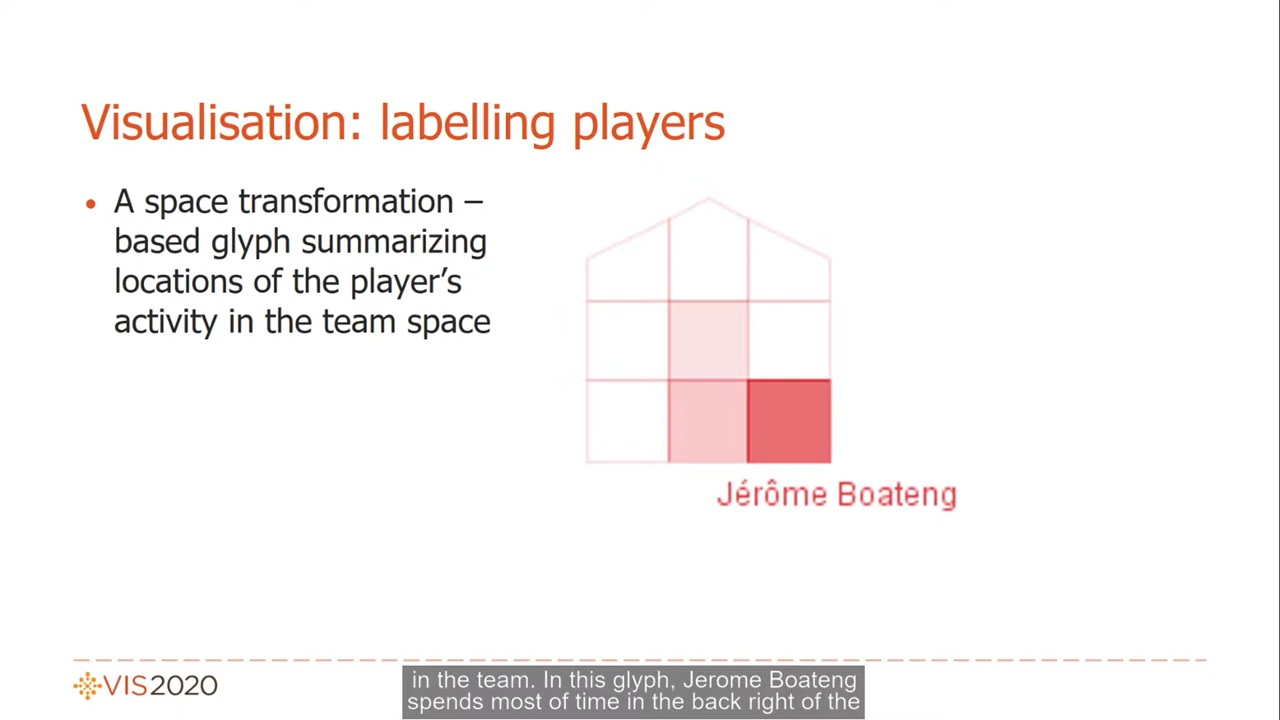 Visualisation: labelling players
• A space transformation –
based glyph summarizing
locations of the player’s
activity in the team space
Jérôme Boateng
VIS2020
in the team. In this glyph, Jerome Boateng
spends most of time in the back right of the